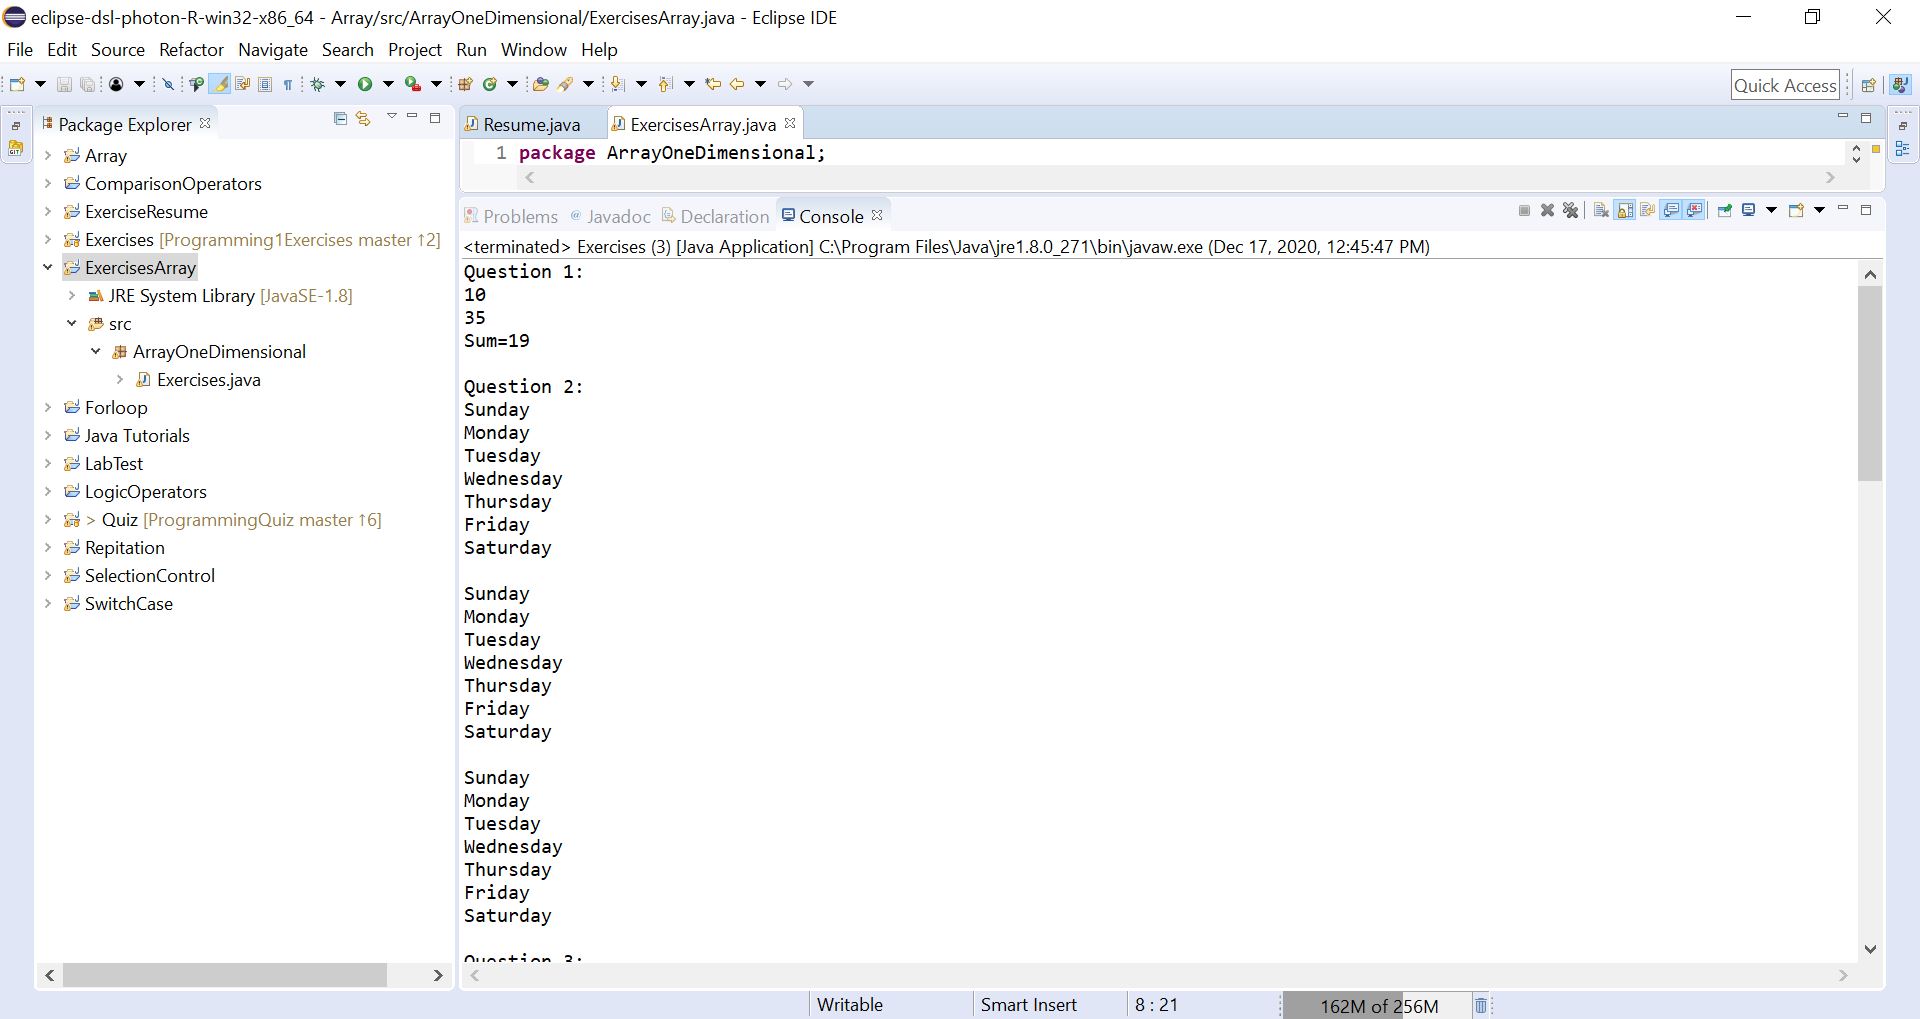 eclipse-dsl-photon-R-win32-x86_64 - Array/src/ArrayOneDimensional/ExercisesArray.java - Eclipse IDE
File Edit Source Refactor Navigate Search Project Run Window Help
Quick Access
Package Explorer
Array
ComparisonOperators
ExerciseResume
Exercises [Programming1Exercises master ↑2]
ExercisesArray
JRE System Library [JavaSE-1.8]
src
ArrayOneDimensional
Exercises.java
Forloop
Java Tutorials
LabTest
LogicOperators
> Quiz [ProgrammingQuiz master ↑6]
Repitation
SelectionControl
SwitchCase
Resume.java ExercisesArray.java
1 package ArrayOneDimensional;
Problems @ Javadoc Declaration Console
<terminated> Exercises (3) [Java Application] C:\Program Files\Java\jre1.8.0_271\bin\javaw.exe (Dec 17, 2020, 12:45:47 PM)
Question 1:
10
35
Sum=19
Question 2:
Sunday
Monday
Tuesday
Wednesday
Thursday
Friday
Saturday
Sunday
Monday
Tuesday
Wednesday
Thursday
Friday
Saturday
Sunday
Monday
Tuesday
Wednesday
Thursday
Friday
Saturday
Question 3:
Writable Smart Insert 8 : 21 162M of 256M